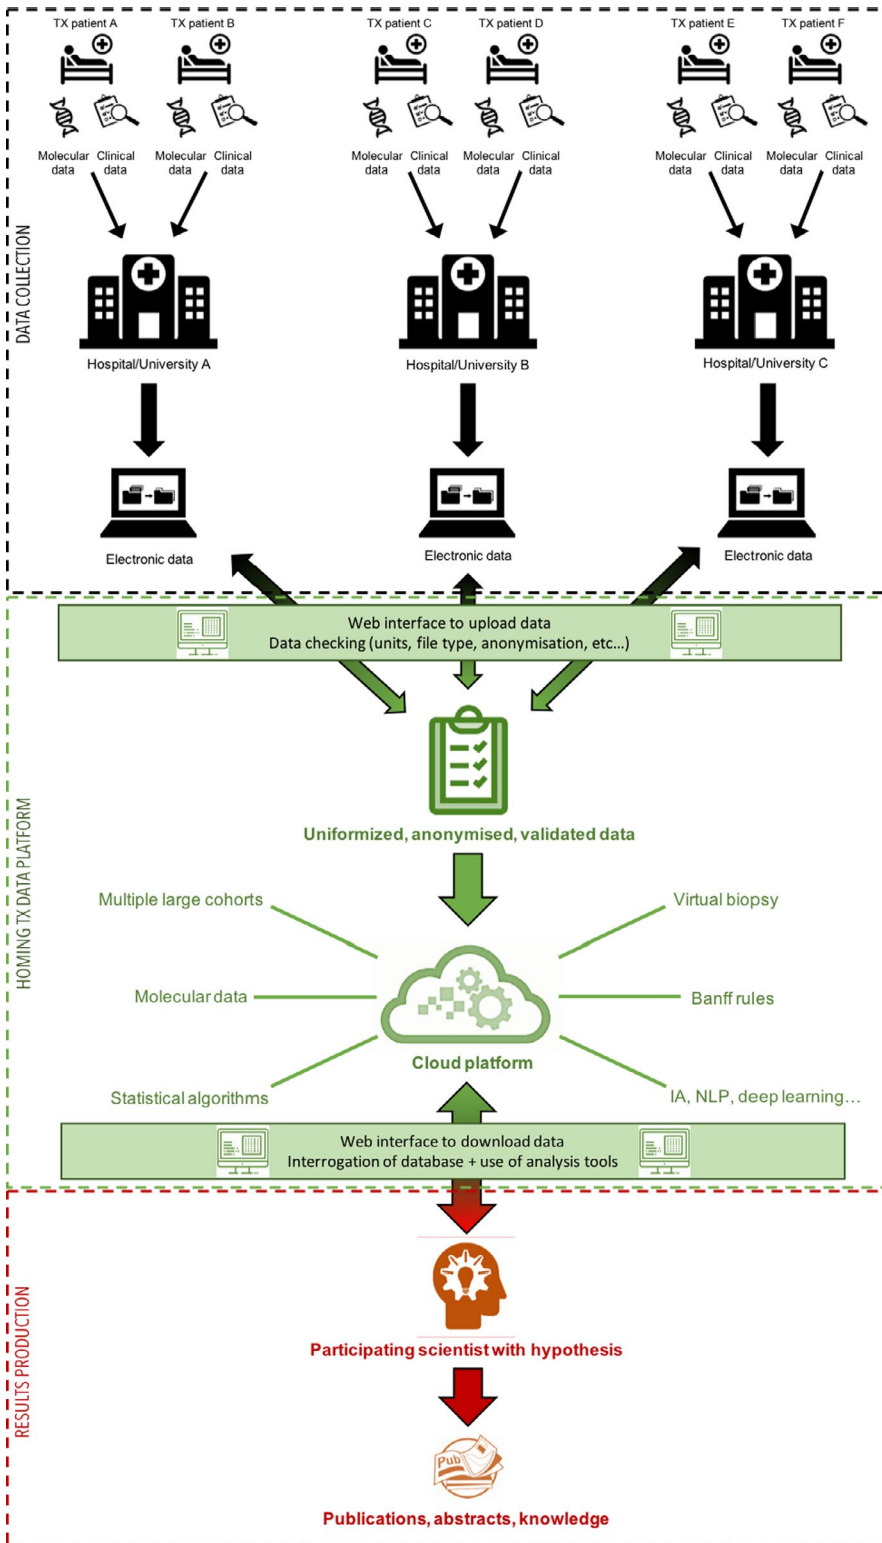 TX patient A
TX patient B
TX patient C
TX patient D
TX patient E
TX patient F
Molecular data
Clinical data
Molecular data
Clinical data
Molecular data
Clinical data
Molecular data
Clinical data
Molecular data
Clinical data
Molecular data
Clinical data
DATA COLLECTION
Hospital/University A
Hospital/University B
Hospital/University C
Electronic data
Electronic data
Electronic data
Web interface to upload data
Data checking (units, file type, anonymisation, etc...)
HOMING TX DATA PLATFORM
Uniformized, anonymised, validated data
Multiple large cohorts
Virtual biopsy
Molecular data
Banff rules
Cloud platform
Statistical algorithms
IA, NLP, deep learning...
Web interface to download data
Interrogation of database + use of analysis tools
RESULTS PRODUCTION
Participating scientist with hypothesis
Pub
Publications, abstracts, knowledge